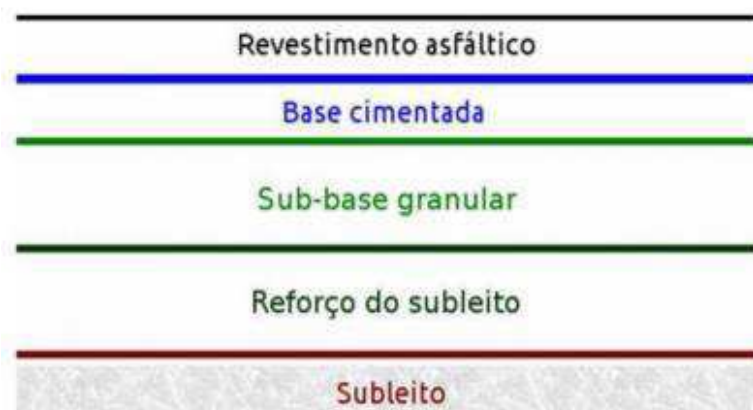 Revestimento asfáltico
Base cimentada
Sub-base granular
Reforço do subleito
Subleito